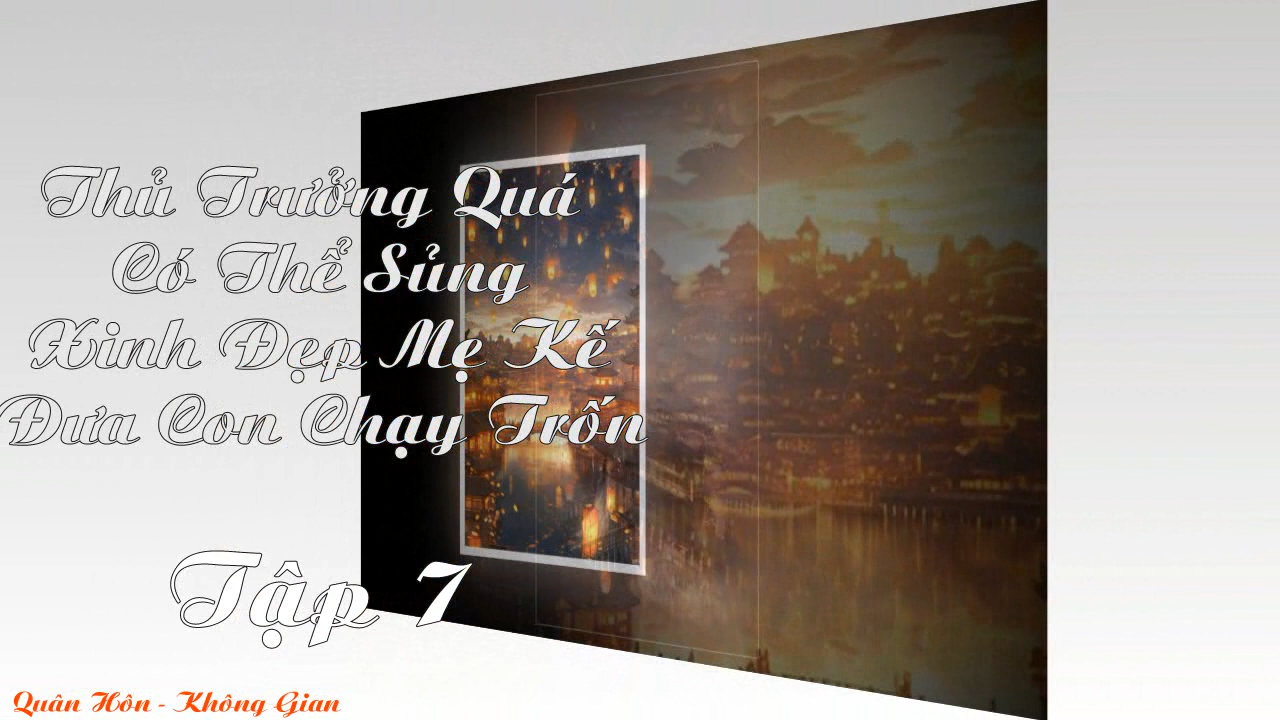 Thủ Trưởng Quá
Có Thể Sủng
Xinh Đẹp Mẹ Kế
Đưa Con Chạy Trốn
Tập 7
Quân Hôn - Không Gian